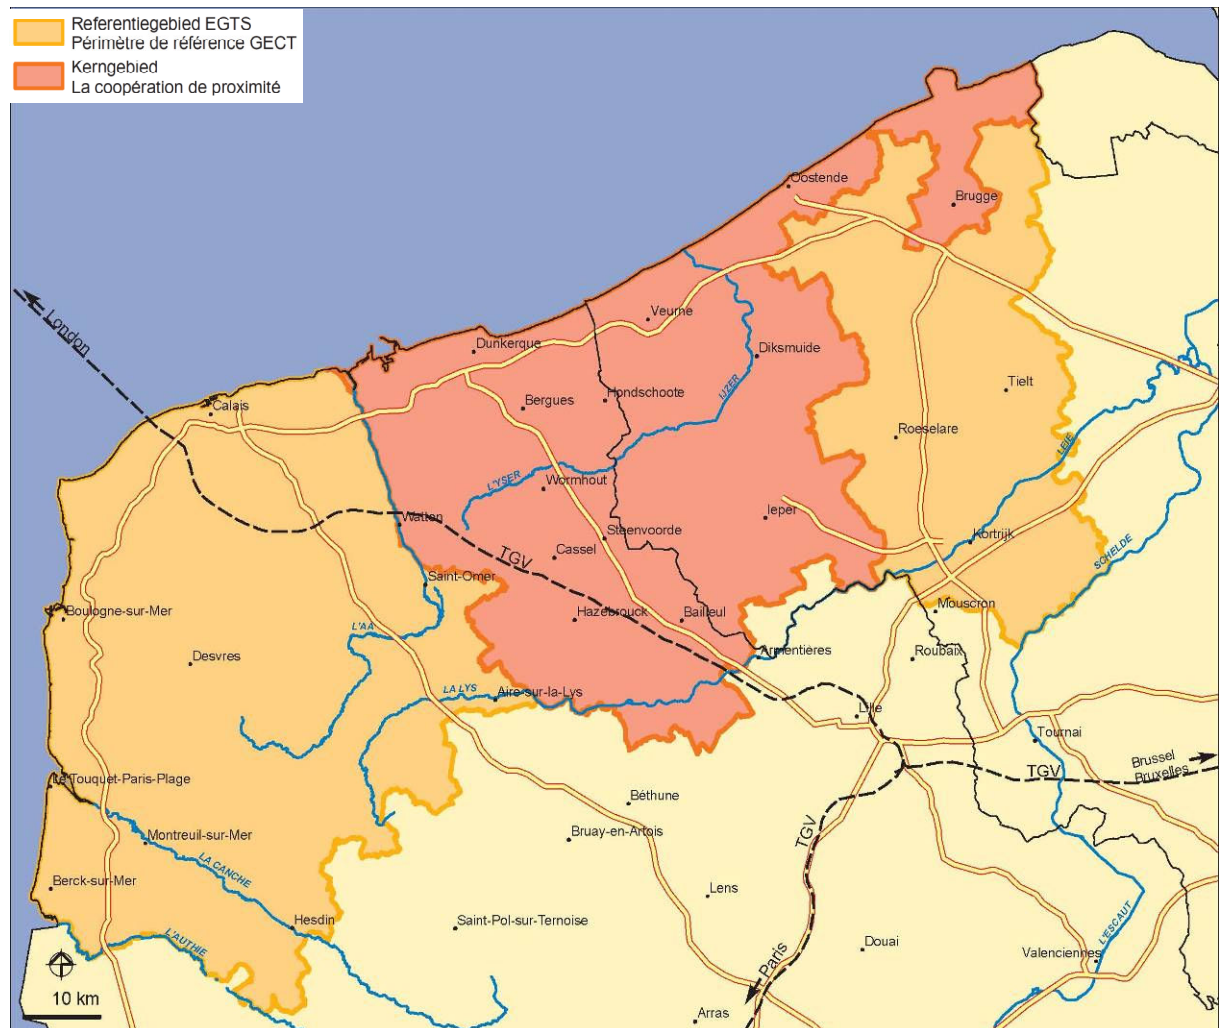 Referentiegebied EGTS
Périmètre de référence GECT
Kerngebied
La coopération de proximité
Oostende
Brugge
London
Veurne
Dunkerque
Diksmuide
Tielt
Calais
Bergues
Hondschoote
IJZER
Roeselare
LEIE
L'YSER
Wormhout
Watten
Ieper
Steenvoorde
Kortrijk
SCHELDE
TGV
Cassel
Saint-Omer
Boulogne-sur-Mer
L'AA
Hazebrouck
Bailleul
Mouscron
Desvres
Armentières
Roubaix
LA LYS
Aire-sur-la-Lys
Lille
Tournai
Le Touquet-Paris-Plage
TGV
Brussel
Bruxelles
Béthune
Montreuil-sur-Mer
Bruay-en-Artois
TGV
LA CANCHE
Berck-sur-Mer
Lens
Hesdin
Saint-Pol-sur-Ternoise
L'AUTHIE
Douai
L'ESCAUT
Valenciennes
Paris
10 km
Arras